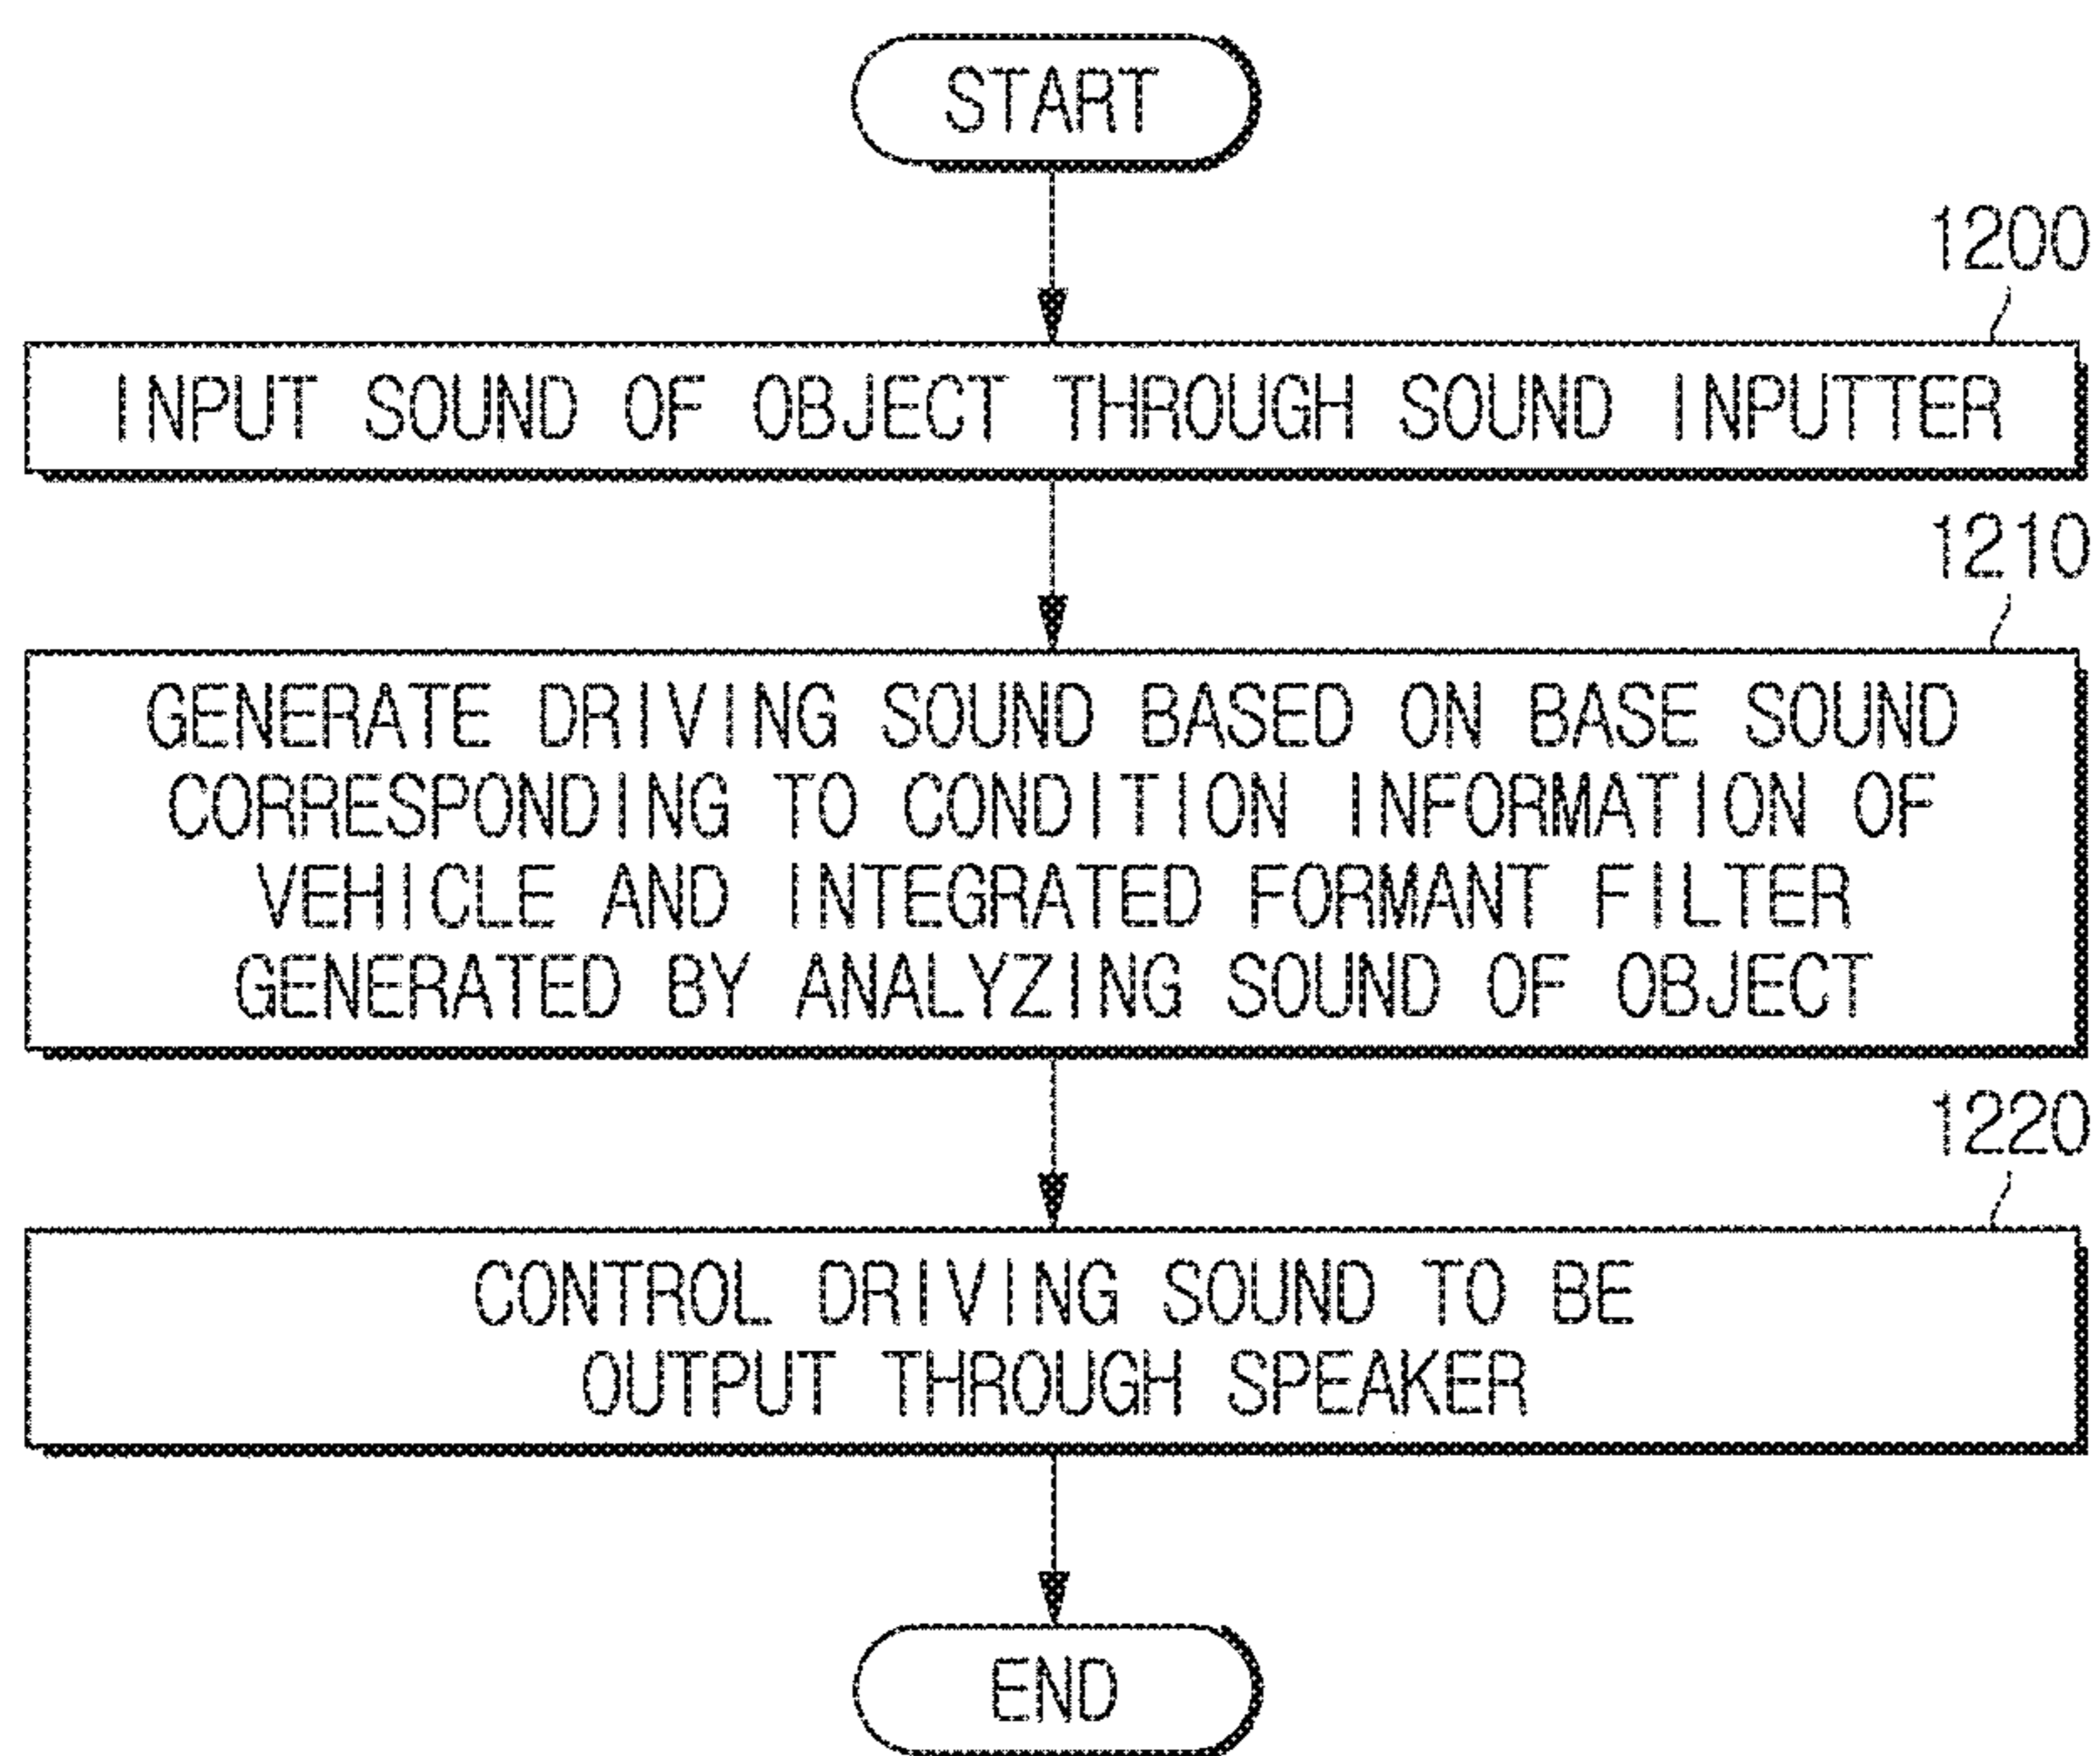 START
1200
INPUT SOUND OF OBJECT THROUGH SOUND INPUTTER
1210
GENERATE DRIVING SOUND BASED ON BASE SOUND
CORRESPONDING TO CONDITION INFORMATION OF
VEHICLE AND INTEGRATED FORMANT FILTER
GENERATED BY ANALYZING SOUND OF OBJECT
1220
CONTROL DRIVING SOUND TO BE
OUTPUT THROUGH SPEAKER
END